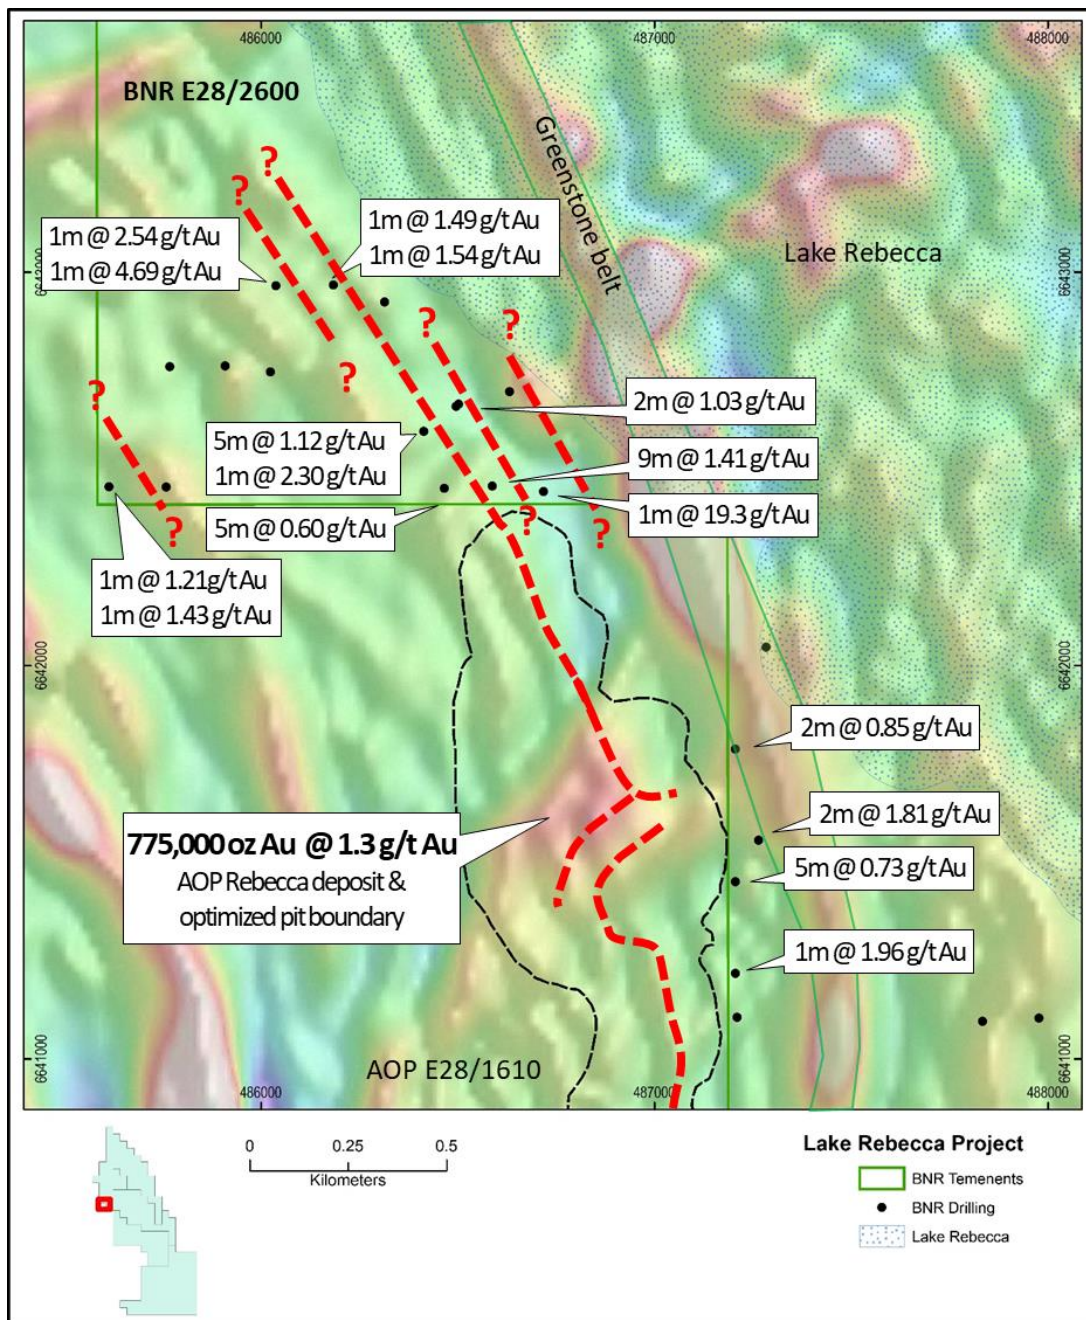 486000
487000
488000
BNR E28/2600
Greenstone belt
Lake Rebecca
6643000
6643000
?
?
1m @ 2.54 g/t Au
1m @ 4.69 g/t Au
1m @ 1.49 g/t Au
1m @ 1.54 g/t Au
?
?
?
?
2m @ 1.03 g/t Au
5m @ 1.12 g/t Au
1m @ 2.30 g/t Au
9m @ 1.41 g/t Au
1m @ 19.3 g/t Au
5m @ 0.60 g/t Au
?
?
?
1m @ 1.21g/t Au
1m @ 1.43 g/t Au
6642000
6642000
2m @ 0.85 g/t Au
2m @ 1.81 g/t Au
775,000 oz Au @ 1.3 g/t Au
AOP Rebecca deposit &
optimized pit boundary
5m @ 0.73 g/t Au
1m @ 1.96 g/t Au
6641000
6641000
AOP E28/1610
486000
487000
488000
0 0.25 0.5
Kilometers
Lake Rebecca Project
BNR Temenents
BNR Drilling
Lake Rebecca